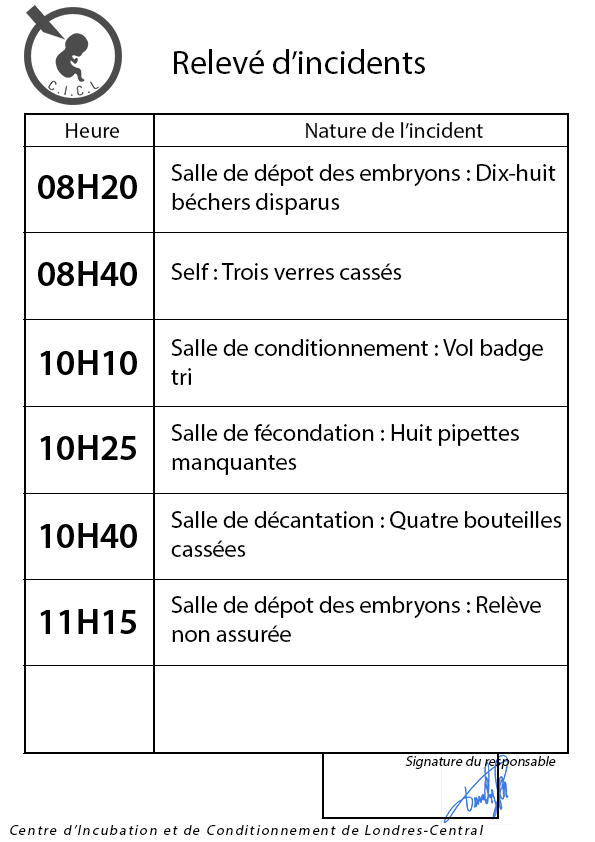 C.I.C.L
Relevé d'incidents
Heure
Nature de l'incident
08H20
Salle de dépot des embryons : Dix-huit
béchers disparus
08H40
Self : Trois verres cassés
10H10
Salle de conditionnement : Vol badge
tri
10H25
Salle de fécondation : Huit pipettes
manquantes
10H40
Salle de décantation : Quatre bouteilles
cassées
11H15
Salle de dépot des embryons : Relève
non assurée
Signature du responsable
Centre d'Incubation et de Conditionnement de Londres-Central